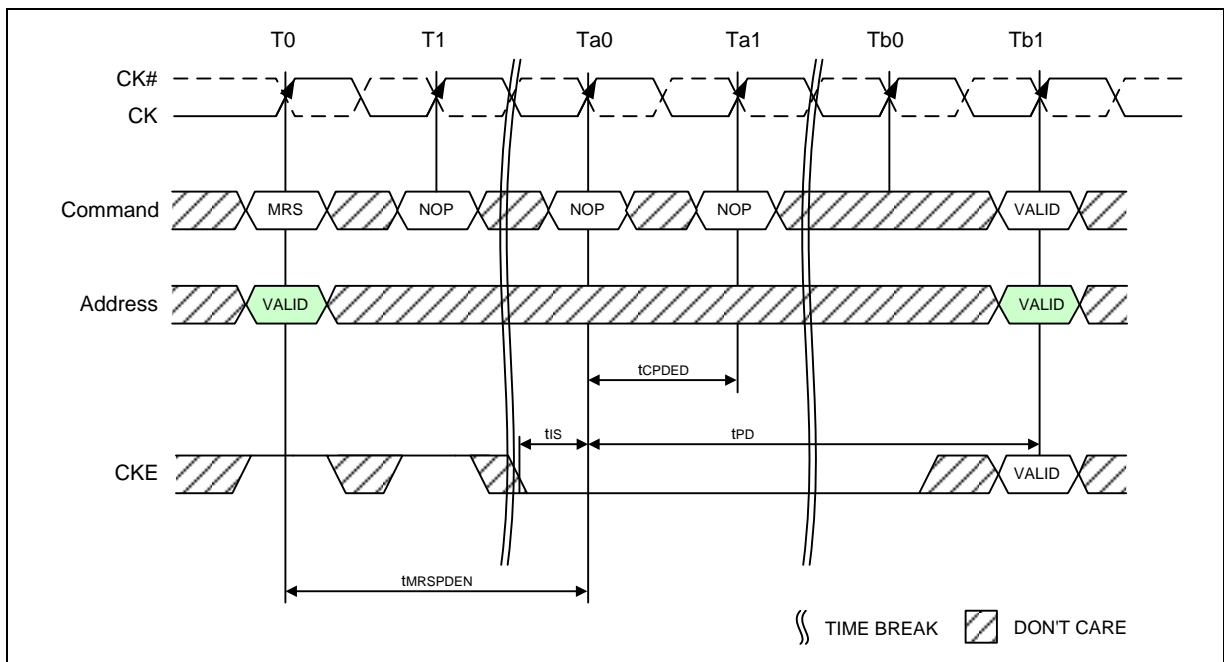 T0 T1 Ta0 Ta1 Tb0 Tb1
CK#
CK
Command MRS NOP NOP NOP VALID
Address VALID VALID
tCPDED
tIS tPD
CKE VALID
tMRSPDEN
TIME BREAK DON'T CARE